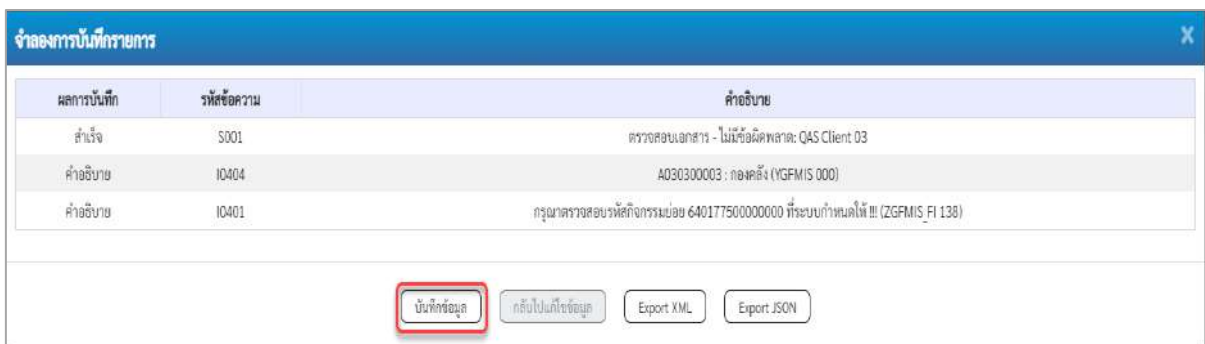 จำลองการบันทึกรายการ X
ผลการบันทึก รหัสข้อความ คำอธิบาย
สำเร็จ S001 ตรวจสอบเอกสาร - ไม่มีข้อผิดพลาด: QAS Client 03
คำอธิบาย I0404 A030300003 : กองคลัง (YGFMIS 000)
คำอธิบาย I0401 กรุณาตรวจสอบรหัสกิจกรรมย่อย 640177500000000 ที่ระบบกำหนดให้ !!! (ZGFMIS_FI 138)
บันทึกข้อมูล กลับไปแก้ไขข้อมูล Export XML Export JSON